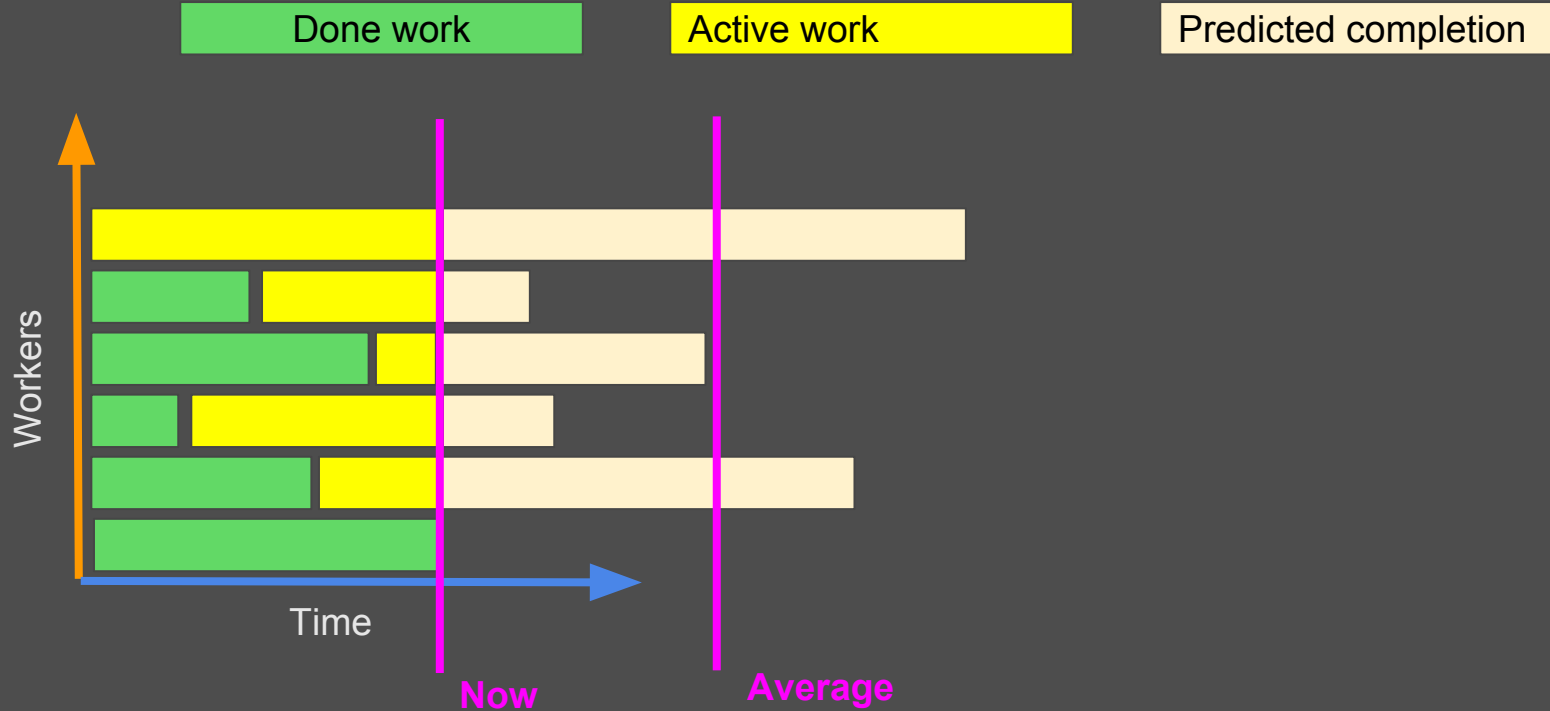 Done work
Active work
Predicted completion
Workers
Time
Now
Average